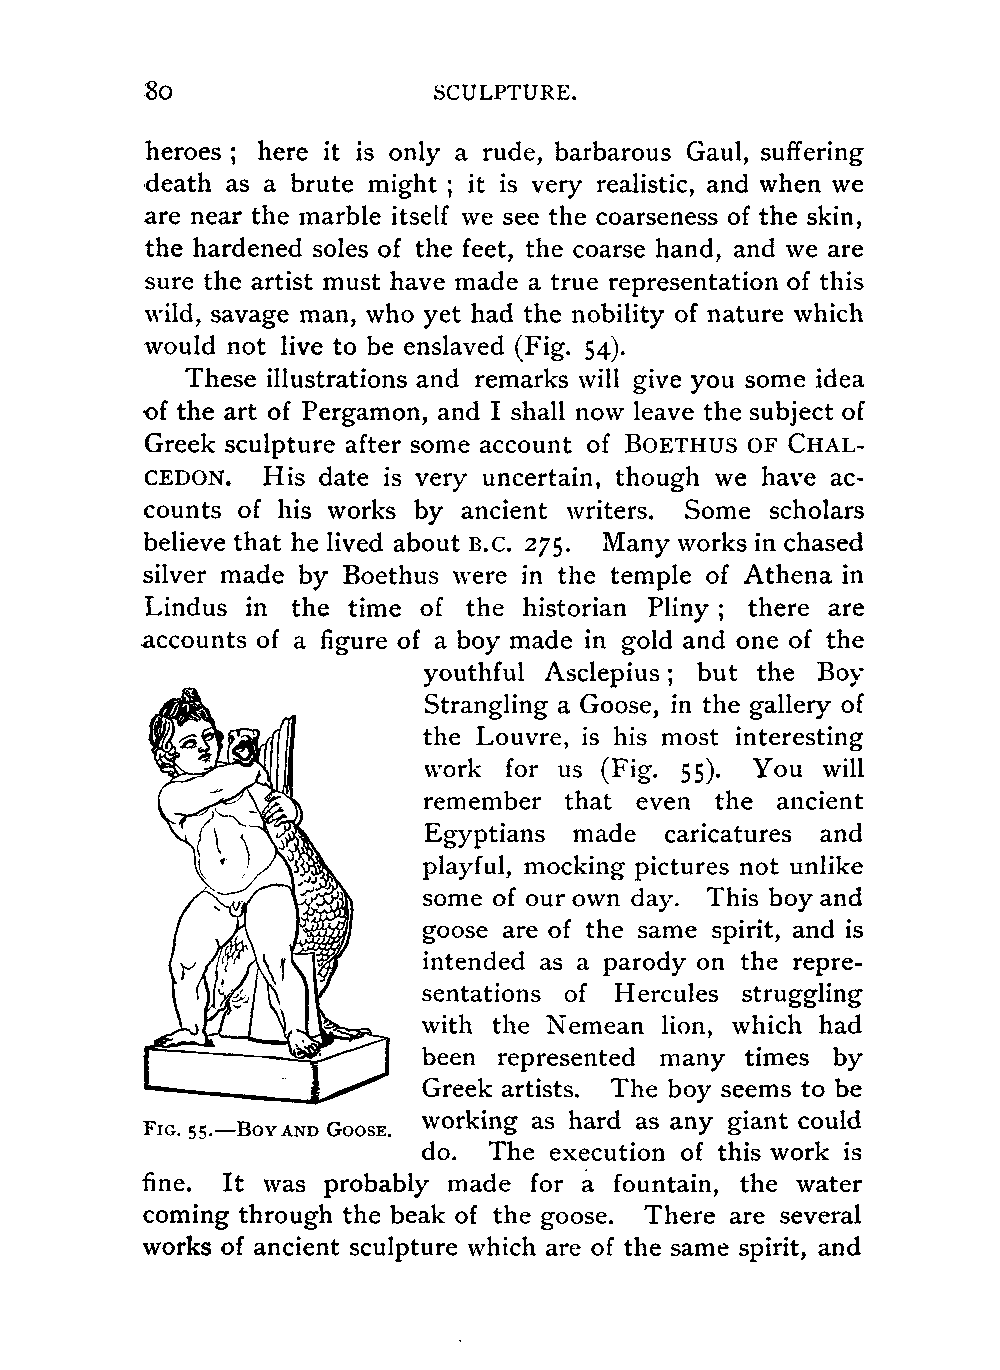 80 SCULPTURE.
heroes ; here it is only a rude, barbarous Gaul, suffering
death as a brute might ; it is very realistic, and when we
are near the marble itself we see the coarseness of the skin,
the hardened soles of the feet, the coarse hand, and we are
sure the artist must have made a true representation of this
wild, savage man, who yet had the nobility of nature which
would not live to be enslaved (Fig. 54).
These illustrations and remarks will give you some idea
of the art of Pergamon, and I shall now leave the subject of
Greek sculpture after some account of BOETHUS OF CHAL-
CEDON. His date is very uncertain, though we have ac-
counts of his works by ancient writers. Some scholars
believe that he lived about B.C. 275. Many works in chased
silver made by Boethus were in the temple of Athena in
Lindus in the time of the historian Pliny ; there are
accounts of a figure of a boy made in gold and one of the
youthful Asclepius ; but the Boy
Strangling a Goose, in the gallery of
the Louvre, is his most interesting
work for us (Fig. 55). You will
remember that even the ancient
Egyptians made caricatures and
playful, mocking pictures not unlike
some of our own day. This boy and
goose are of the same spirit, and is
intended as a parody on the repre-
sentations of Hercules struggling
with the Nemean lion, which had
been represented many times by
Greek artists. The boy seems to be
working as hard as any giant could
do. The execution of this work is
FIG. 55.—BOY AND GOOSE.
fine. It was probably made for a fountain, the water
coming through the beak of the goose. There are several
works of ancient sculpture which are of the same spirit, and